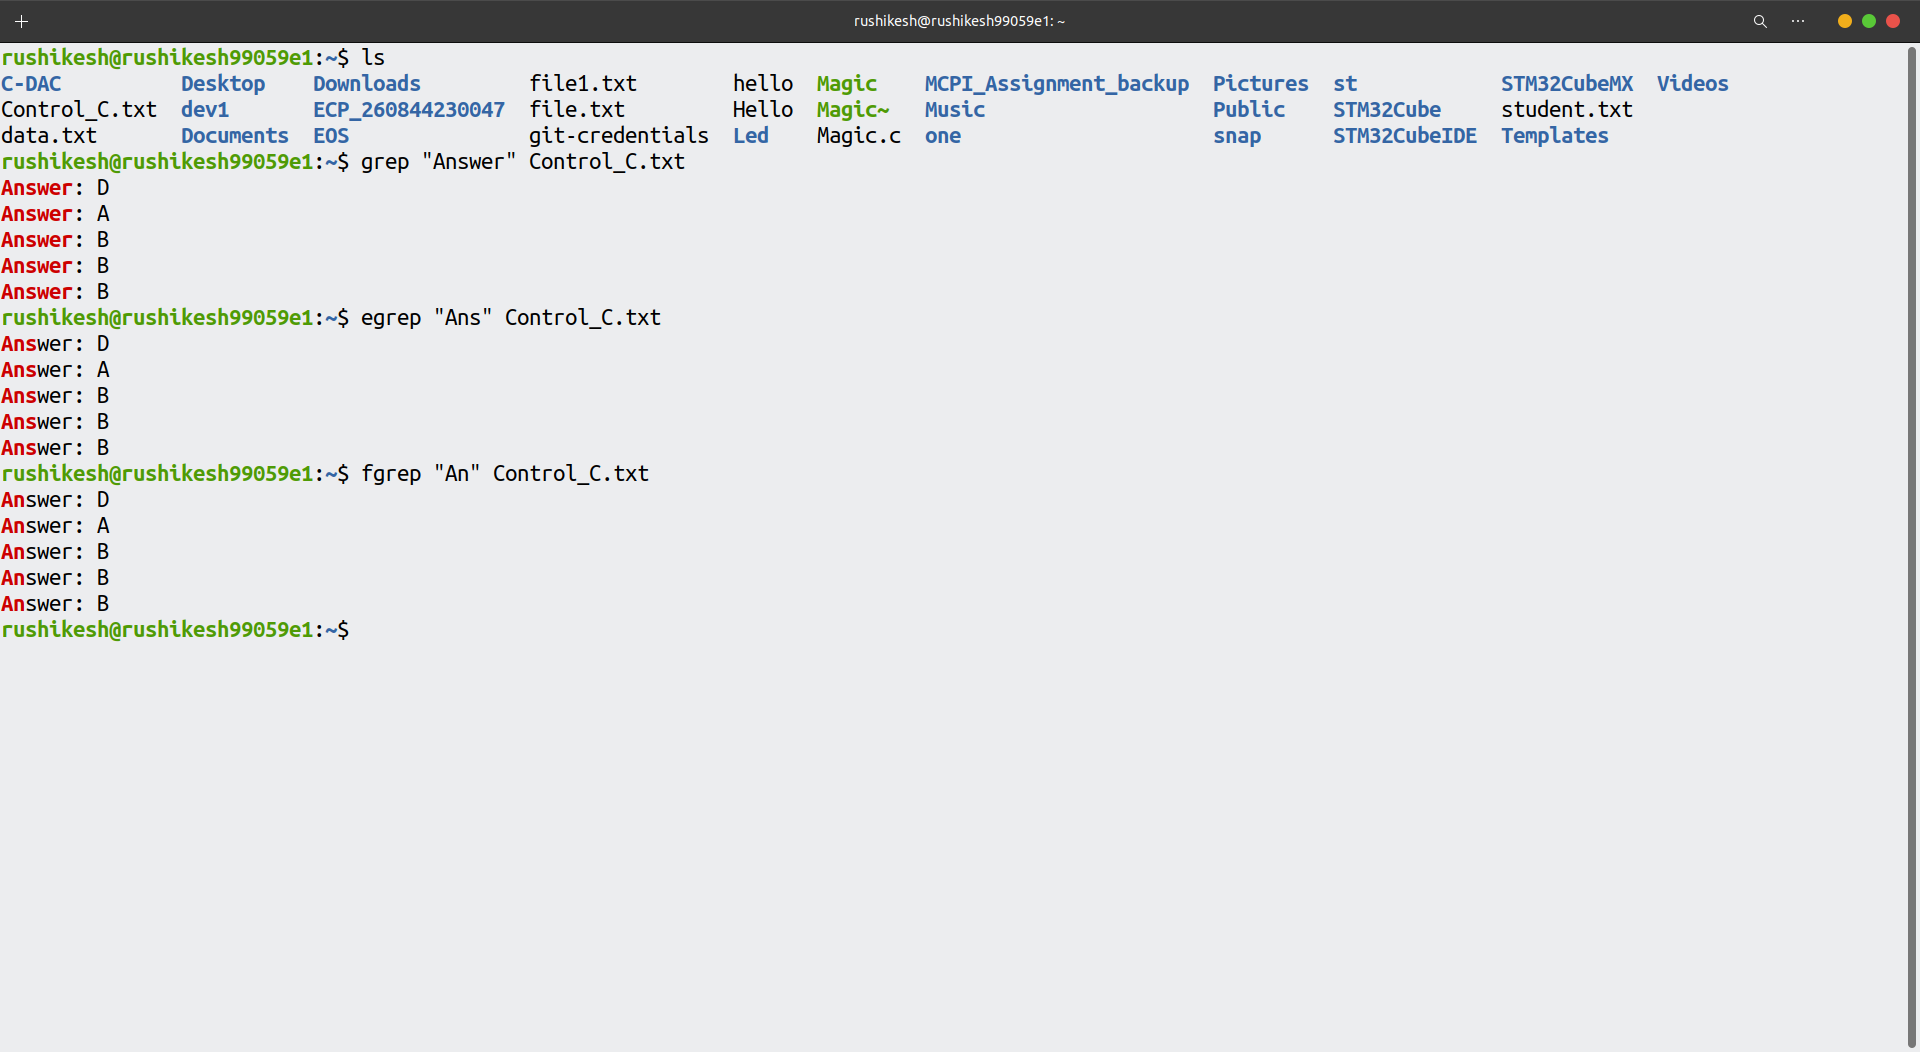 rushikesh@rushikesh99059e1: ~
rushikesh@rushikesh99059e1:~$ ls
C-DAC Desktop Downloads file1.txt hello Magic MCPI_Assignment_backup Pictures st STM32CubeMX Videos
Control_C.txt dev1 ECP_260844230047 file.txt Hello Magic~ Music Public STM32Cube student.txt
data.txt Documents EOS git-credentials Led Magic.c one snap STM32CubeIDE Templates
rushikesh@rushikesh99059e1:~$ grep "Answer" Control_C.txt
Answer: D
Answer: A
Answer: B
Answer: B
Answer: B
rushikesh@rushikesh99059e1:~$ egrep "Ans" Control_C.txt
Answer: D
Answer: A
Answer: B
Answer: B
Answer: B
rushikesh@rushikesh99059e1:~$ fgrep "An" Control_C.txt
Answer: D
Answer: A
Answer: B
Answer: B
Answer: B
rushikesh@rushikesh99059e1:~$